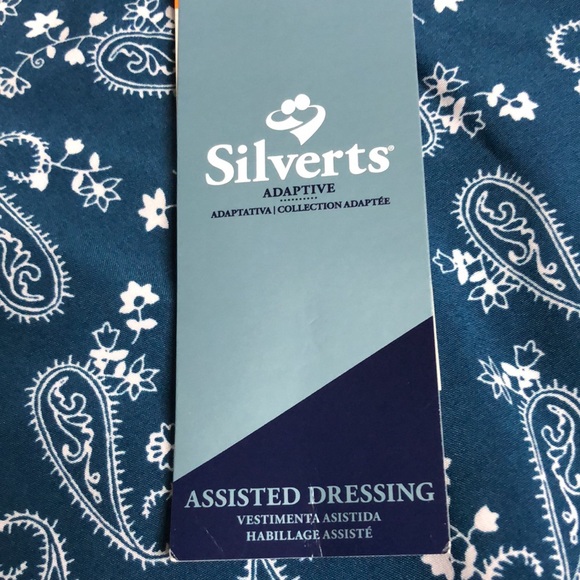 Silverts®
ADAPTIVE
ADAPTATIVA | COLLECTION ADAPTÉE
ASSISTED DRESSING
VESTIMENTA ASISTIDA
HABILLAGE ASSISTÉ